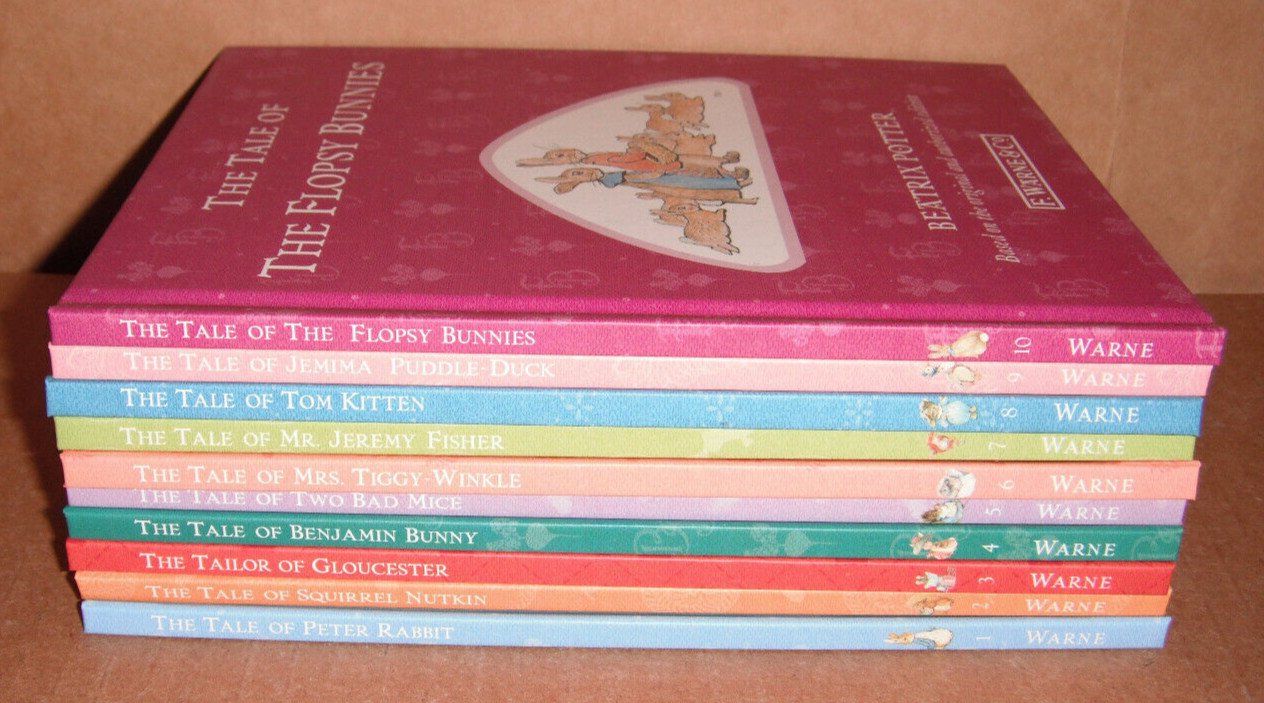 THE TALE OF
THE FLOPSY BUNNIES
BEATRIX POTTER
Based on the original and authorized edition
F. WARNE & CO
THE TALE OF THE FLOPSY BUNNIES 10 WARNE
THE TALE OF JEMIMA PUDDLE-DUCK 9 WARNE
THE TALE OF TOM KITTEN 8 WARNE
THE TALE OF MR. JEREMY FISHER 7 WARNE
THE TALE OF MRS. TIGGY-WINKLE 6 WARNE
THE TALE OF TWO BAD MICE 5 WARNE
THE TALE OF BENJAMIN BUNNY 4 WARNE
THE TAILOR OF GLOUCESTER 3 WARNE
THE TALE OF SQUIRREL NUTKIN 2 WARNE
THE TALE OF PETER RABBIT 1 WARNE